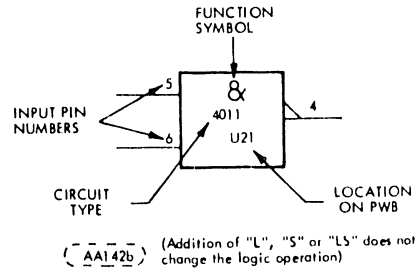 FUNCTION
SYMBOL
&
5
4
4011
INPUT PIN
NUMBERS
U21
6
CIRCUIT
TYPE
LOCATION
ON PWB
AA142b
(Addition of "L", "S" or "LS" does not
change the logic operation)